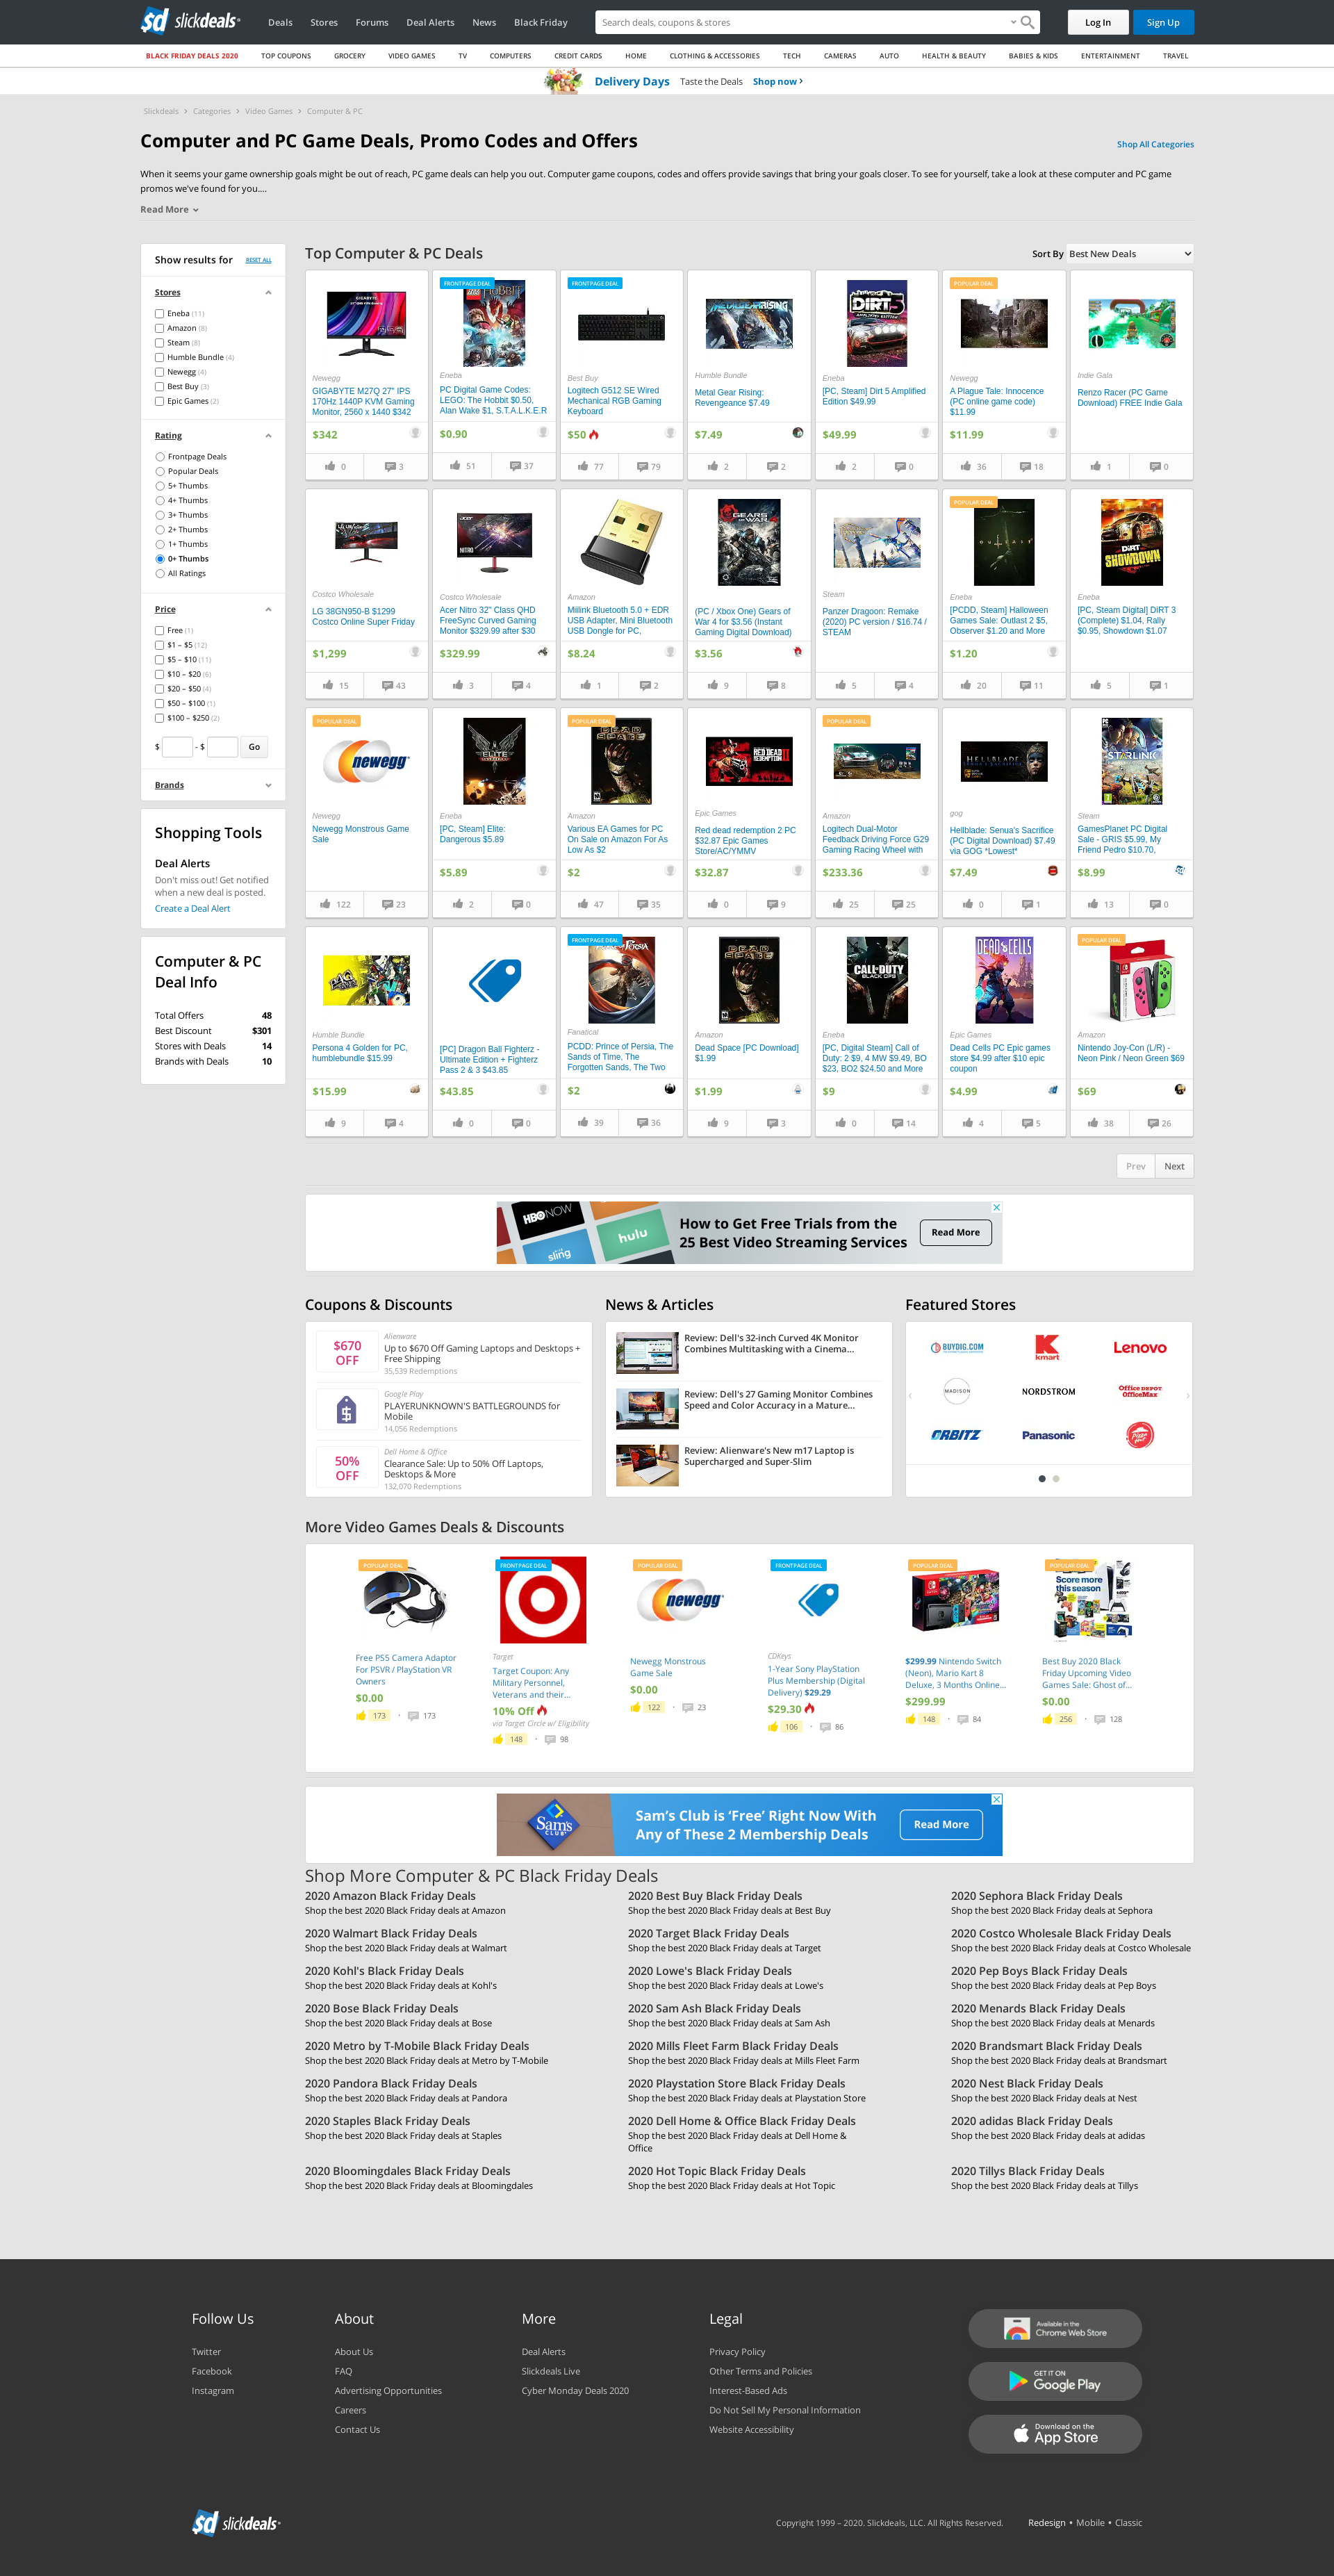 slickdeals
Deals Stores Forums Deal Alerts News Black Friday
Search deals, coupons & stores
Log In Sign Up
BLACK FRIDAY DEALS 2020 TOP COUPONS GROCERY VIDEO GAMES TV COMPUTERS CREDIT CARDS HOME CLOTHING & ACCESSORIES TECH CAMERAS AUTO HEALTH & BEAUTY BABIES & KIDS ENTERTAINMENT TRAVEL
Delivery Days Taste the Deals Shop now
Slickdeals Categories Video Games Computer & PC
Computer and PC Game Deals, Promo Codes and Offers
Shop All Categories
When it seems your game ownership goals might be out of reach, PC game deals can help you out. Computer game coupons, codes and offers provide savings that bring your goals closer. To see for yourself, take a look at these computer and PC game
promos we've found for you....
Read More
Show results for RESET ALL
Stores
Eneba (11)
Amazon (8)
Steam (8)
Humble Bundle (4)
Newegg (4)
Best Buy (3)
Epic Games (2)
Rating
Frontpage Deals
Popular Deals
5+ Thumbs
4+ Thumbs
3+ Thumbs
2+ Thumbs
1+ Thumbs
0+ Thumbs
All Ratings
Price
Free (1)
$1 – $5 (12)
$5 – $10 (11)
$10 – $20 (6)
$20 – $50 (4)
$50 – $100 (1)
$100 – $250 (2)
$ - $ Go
Brands
Shopping Tools
Deal Alerts
Don't miss out! Get notified
when a new deal is posted.
Create a Deal Alert
Computer & PC
Deal Info
Total Offers 48
Best Discount $301
Stores with Deals 14
Brands with Deals 10
Top Computer & PC Deals
Sort By Best New Deals
Newegg
GIGABYTE M27Q 27" IPS
170Hz 1440P KVM Gaming
Monitor, 2560 x 1440 $342
$342
0 3
FRONTPAGE DEAL
Eneba
PC Digital Game Codes:
LEGO: The Hobbit $0.50,
Alan Wake $1, S.T.A.L.K.E.R
$0.90
51 37
FRONTPAGE DEAL
Best Buy
Logitech G512 SE Wired
Mechanical RGB Gaming
Keyboard
$50
77 79
METAL GEAR RISING
Humble Bundle
Metal Gear Rising:
Revengeance $7.49
$7.49
2 2
DIRT 5
Eneba
[PC, Steam] Dirt 5 Amplified
Edition $49.99
$49.99
2 0
POPULAR DEAL
Newegg
A Plague Tale: Innocence
(PC online game code)
$11.99
$11.99
36 18
Indie Gala
Renzo Racer (PC Game
Download) FREE Indie Gala
1 0
Costco Wholesale
LG 38GN950-B $1299
Costco Online Super Friday
$1,299
15 43
acer
NITRO
Costco Wholesale
Acer Nitro 32" Class QHD
FreeSync Curved Gaming
Monitor $329.99 after $30
$329.99
3 4
Amazon
Miilink Bluetooth 5.0 + EDR
USB Adapter, Mini Bluetooth
USB Dongle for PC,
$8.24
1 2
GEARS OF WAR 4
(PC / Xbox One) Gears of
War 4 for $3.56 (Instant
Gaming Digital Download)
$3.56
9 8
Steam
Panzer Dragoon: Remake
(2020) PC version / $16.74 /
STEAM
5 4
POPULAR DEAL
OUTLAST
Eneba
[PCDD, Steam] Halloween
Games Sale: Outlast 2 $5,
Observer $1.20 and More
$1.20
20 11
DIRT SHOWDOWN
Eneba
[PC, Steam Digital] DiRT 3
(Complete) $1.04, Rally
$0.95, Showdown $1.07
5 1
POPULAR DEAL
newegg
Newegg
Newegg Monstrous Game
Sale
122 23
ELITE
Eneba
[PC, Steam] Elite:
Dangerous $5.89
$5.89
2 0
POPULAR DEAL
DEAD SPACE
Amazon
Various EA Games for PC
On Sale on Amazon For As
Low As $2
$2
47 35
RED DEAD REDEMPTION II
Epic Games
Red dead redemption 2 PC
$32.87 Epic Games
Store/AC/YMMV
$32.87
0 9
POPULAR DEAL
Amazon
Logitech Dual-Motor
Feedback Driving Force G29
Gaming Racing Wheel with
$233.36
25 25
HELLBLADE
gog
Hellblade: Senua's Sacrifice
(PC Digital Download) $7.49
via GOG *Lowest*
$7.49
0 1
STARLINK
Steam
GamesPlanet PC Digital
Sale - GRIS $5.99, My
Friend Pedro $10.70,
$8.99
13 0
Humble Bundle
Persona 4 Golden for PC,
humblebundle $15.99
$15.99
9 4
[PC] Dragon Ball Fighterz -
Ultimate Edition + Fighterz
Pass 2 & 3 $43.85
$43.85
0 0
FRONTPAGE DEAL
Fanatical
PCDD: Prince of Persia, The
Sands of Time, The
Forgotten Sands, The Two
$2
39 36
DEAD SPACE
Amazon
Dead Space [PC Download]
$1.99
$1.99
9 3
CALL OF DUTY
BLACK OPS
Eneba
[PC, Digital Steam] Call of
Duty: 2 $9, 4 MW $9.49, BO
$23, BO2 $24.50 and More
$9
0 14
DEAD CELLS
Epic Games
Dead Cells PC Epic games
store $4.99 after $10 epic
coupon
$4.99
4 5
POPULAR DEAL
Amazon
Nintendo Joy-Con (L/R) -
Neon Pink / Neon Green $69
$69
38 26
Prev Next
HBO NOW
sling
hulu
How to Get Free Trials from the
25 Best Video Streaming Services
Read More
Coupons & Discounts
$670
OFF
Alienware
Up to $670 Off Gaming Laptops and Desktops +
Free Shipping
35,539 Redemptions
Google Play
PLAYERUNKNOWN'S BATTLEGROUNDS for
Mobile
14,056 Redemptions
50%
OFF
Dell Home & Office
Clearance Sale: Up to 50% Off Laptops,
Desktops & More
132,070 Redemptions
News & Articles
Review: Dell's 32-inch Curved 4K Monitor
Combines Multitasking with a Cinema...
Review: Dell's 27 Gaming Monitor Combines
Speed and Color Accuracy in a Mature...
Review: Alienware's New m17 Laptop is
Supercharged and Super-Slim
Featured Stores
BUYDIG.COM kmart Lenovo
MADISON NORDSTROM Office DEPOT OfficeMax
ORBITZ Panasonic Pizza Hut
More Video Games Deals & Discounts
POPULAR DEAL
Free PS5 Camera Adaptor
For PSVR / PlayStation VR
Owners
$0.00
173 173
FRONTPAGE DEAL
Target
Target Coupon: Any
Military Personnel,
Veterans and their...
10% Off
via Target Circle w/ Eligibility
148 98
POPULAR DEAL
newegg
Newegg Monstrous
Game Sale
$0.00
122 23
FRONTPAGE DEAL
CDKeys
1-Year Sony PlayStation
Plus Membership (Digital
Delivery) $29.29
$29.30
106 86
POPULAR DEAL
$299.99 Nintendo Switch
(Neon), Mario Kart 8
Deluxe, 3 Months Online...
$299.99
148 84
POPULAR DEAL
Score more
this season
Best Buy 2020 Black
Friday Upcoming Video
Games Sale: Ghost of...
$0.00
256 128
Sam's CLUB
Sam's Club is 'Free' Right Now With
Any of These 2 Membership Deals
Read More
Shop More Computer & PC Black Friday Deals
2020 Amazon Black Friday Deals
Shop the best 2020 Black Friday deals at Amazon
2020 Best Buy Black Friday Deals
Shop the best 2020 Black Friday deals at Best Buy
2020 Sephora Black Friday Deals
Shop the best 2020 Black Friday deals at Sephora
2020 Walmart Black Friday Deals
Shop the best 2020 Black Friday deals at Walmart
2020 Target Black Friday Deals
Shop the best 2020 Black Friday deals at Target
2020 Costco Wholesale Black Friday Deals
Shop the best 2020 Black Friday deals at Costco Wholesale
2020 Kohl's Black Friday Deals
Shop the best 2020 Black Friday deals at Kohl's
2020 Lowe's Black Friday Deals
Shop the best 2020 Black Friday deals at Lowe's
2020 Pep Boys Black Friday Deals
Shop the best 2020 Black Friday deals at Pep Boys
2020 Bose Black Friday Deals
Shop the best 2020 Black Friday deals at Bose
2020 Sam Ash Black Friday Deals
Shop the best 2020 Black Friday deals at Sam Ash
2020 Menards Black Friday Deals
Shop the best 2020 Black Friday deals at Menards
2020 Metro by T-Mobile Black Friday Deals
Shop the best 2020 Black Friday deals at Metro by T-Mobile
2020 Mills Fleet Farm Black Friday Deals
Shop the best 2020 Black Friday deals at Mills Fleet Farm
2020 Brandsmart Black Friday Deals
Shop the best 2020 Black Friday deals at Brandsmart
2020 Pandora Black Friday Deals
Shop the best 2020 Black Friday deals at Pandora
2020 Playstation Store Black Friday Deals
Shop the best 2020 Black Friday deals at Playstation Store
2020 Nest Black Friday Deals
Shop the best 2020 Black Friday deals at Nest
2020 Staples Black Friday Deals
Shop the best 2020 Black Friday deals at Staples
2020 Dell Home & Office Black Friday Deals
Shop the best 2020 Black Friday deals at Dell Home &
Office
2020 adidas Black Friday Deals
Shop the best 2020 Black Friday deals at adidas
2020 Bloomingdales Black Friday Deals
Shop the best 2020 Black Friday deals at Bloomingdales
2020 Hot Topic Black Friday Deals
Shop the best 2020 Black Friday deals at Hot Topic
2020 Tillys Black Friday Deals
Shop the best 2020 Black Friday deals at Tillys
Follow Us
Twitter
Facebook
Instagram
About
About Us
FAQ
Advertising Opportunities
Careers
Contact Us
More
Deal Alerts
Slickdeals Live
Cyber Monday Deals 2020
Legal
Privacy Policy
Other Terms and Policies
Interest-Based Ads
Do Not Sell My Personal Information
Website Accessibility
Available in the
Chrome Web Store
GET IT ON
Google Play
Download on the
App Store
slickdeals
Copyright 1999 – 2020. Slickdeals, LLC. All Rights Reserved. Redesign • Mobile • Classic